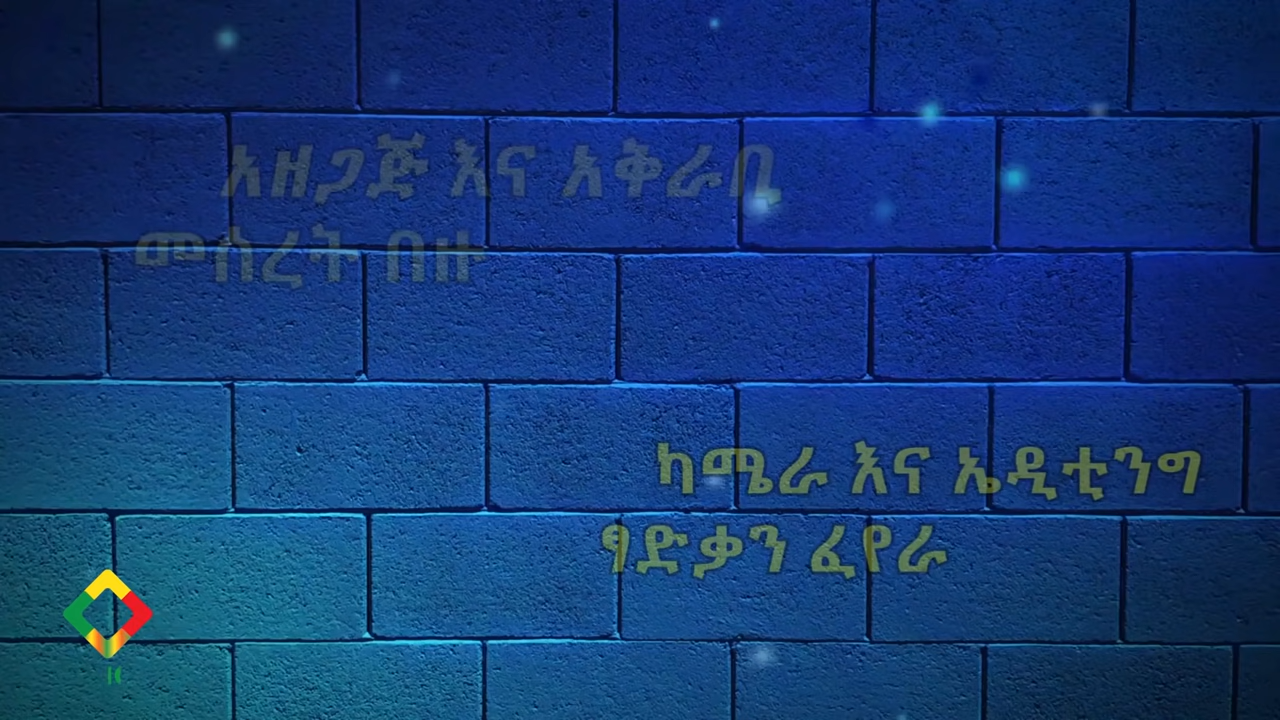 አዘጋጅ እና አቅራቢ
መሰረት በዙ
ካሜራ እና ኤዲቲንግ
ፃድቃን ፈየራ